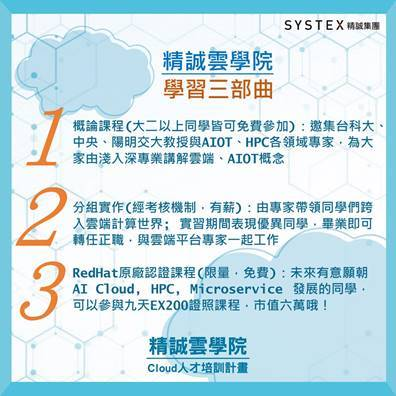 SYSTEX 精誠集團
精誠雲學院
學習三部曲
1
概論課程(大二以上同學皆可免費參加)：邀集台科大、
中央、陽明交大教授與AIOT、HPC各領域專家，為大
家由淺入深專業講解雲端、AIOT概念
2
分組實作(經考核機制，有薪)：由專家帶領同學們跨
入雲端計算世界; 實習期間表現優異同學，畢業即可
轉任正職，與雲端平台專家一起工作
3
RedHat原廠認證課程(限量，免費)：未來有意願朝
AI Cloud, HPC, Microservice 發展的同學，
可以參與九天EX200證照課程，市值六萬哦！
精誠雲學院
Cloud人才培訓計畫